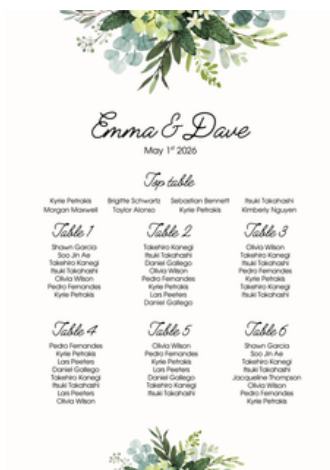 Emma & Dave
May 1st 2026
Top table
Kyrie Petrakis Brigitte Schwartz Sebastian Bennett Itsuki Takahashi
Morgan Maxwell Taylor Alonso Kyrie Petrakis Kimberly Nguyen
Table 1
Shawn Garcia
Soo Jin Ae
Takehiro Kanegi
Itsuki Takahashi
Olivia Wilson
Pedro Fernandes
Kyrie Petrakis
Table 2
Takehiro Kanegi
Itsuki Takahashi
Daniel Gallego
Olivia Wilson
Pedro Fernandes
Kyrie Petrakis
Lars Peeters
Daniel Gallego
Table 3
Olivia Wilson
Takehiro Kanegi
Itsuki Takahashi
Pedro Fernandes
Kyrie Petrakis
Takehiro Kanegi
Itsuki Takahashi
Table 4
Pedro Fernandes
Kyrie Petrakis
Lars Peeters
Daniel Gallego
Takehiro Kanegi
Itsuki Takahashi
Lars Peeters
Olivia Wilson
Table 5
Olivia Wilson
Pedro Fernandes
Kyrie Petrakis
Lars Peeters
Daniel Gallego
Takehiro Kanegi
Itsuki Takahashi
Table 6
Shawn Garcia
Soo Jin Ae
Takehiro Kanegi
Itsuki Takahashi
Jacqueline Thompson
Olivia Wilson
Pedro Fernandes
Kyrie Petrakis